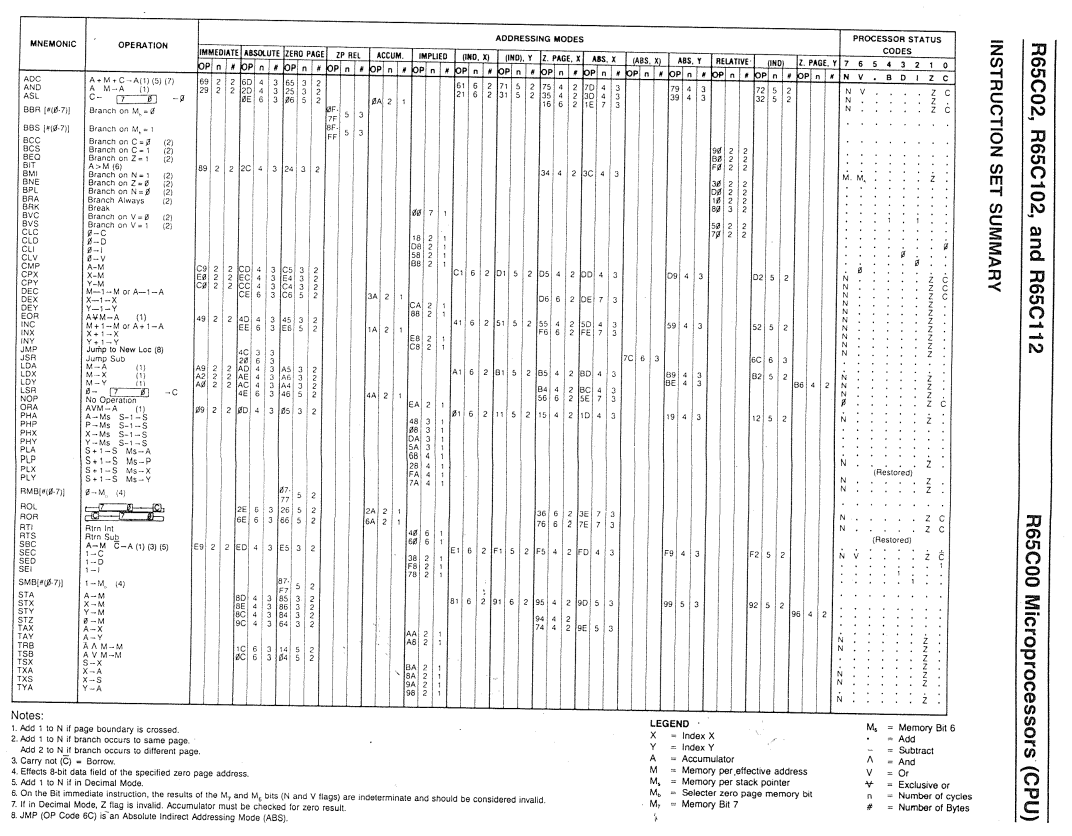 R65C02, R65C102, and R65C112
R65C00 Microprocessors (CPU)
INSTRUCTION SET SUMMARY
MNEMONIC OPERATION ADDRESSING MODES PROCESSOR STATUS CODES
IMMEDIATE ABSOLUTE ZERO PAGE ZP REL ACCUM. IMPLIED (IND, X) (IND), Y Z. PAGE, X ABS, X (ABS, X) ABS, Y RELATIVE (IND) Z. PAGE, Y 7 6 5 4 3 2 1 0
OP n # OP n # OP n # OP n # OP n # OP n # OP n # OP n # OP n # OP n # OP n # OP n # OP n # OP n # OP n # N V • B D I Z C
ADC A + M + C→A (1) (5) (7) 69 2 2 6D 4 3 65 3 2 61 6 2 71 5 2 75 4 2 7D 4 3 79 4 3 72 5 2 N V • • • • Z C
AND A M→A (1) 29 2 2 2D 4 3 25 3 2 21 6 2 31 5 2 35 4 2 3D 4 3 39 4 3 32 5 2 N • • • • • Z •
ASL C← 7 Ø ←Ø ØE 6 3 Ø6 5 2 ØA 2 1 16 6 2 1E 7 3 N • • • • • Z C
BBR [#(Ø-7)] Branch on Mb = Ø ØF- 7F 5 3
BBS [#(Ø-7)] Branch on Mb = 1 8F- FF 5 3
BCC Branch on C = Ø (2) 9Ø 2 2
BCS Branch on C = 1 (2) BØ 2 2
BEQ Branch on Z = 1 (2) FØ 2 2
BIT A > M (6) 89 2 2 2C 4 3 24 3 2 34 4 2 3C 4 3 M₇ M₆ • • • • Z •
BMI Branch on N = 1 (2) 3Ø 2 2
BNE Branch on Z = Ø (2) DØ 2 2
BPL Branch on N = Ø (2) 1Ø 2 2
BRA Branch Always (2) 8Ø 3 2
BRK Break ØØ 7 1 1 1
BVC Branch on V = Ø (2) 5Ø 2 2
BVS Branch on V = 1 (2) 7Ø 2 2
CLC Ø→C 18 2 1 Ø
CLD Ø→D D8 2 1 Ø
CLI Ø→I 58 2 1 Ø
CLV Ø→V B8 2 1 Ø
CMP A-M C9 2 2 CD 4 3 C5 3 2 C1 6 2 D1 5 2 D5 4 2 DD 4 3 D9 4 3 D2 5 2 N • • • • • Z C
CPX X-M EØ 2 2 EC 4 3 E4 3 2 N • • • • • Z C
CPY Y-M CØ 2 2 CC 4 3 C4 3 2 N • • • • • Z C
DEC M—1→M or A—1→A CE 6 3 C6 5 2 3A 2 1 D6 6 2 DE 7 3 N • • • • • Z •
DEX X—1→X CA 2 1 N • • • • • Z •
DEY Y—1→Y 88 2 1 N • • • • • Z •
EOR A⊻M→A (1) 49 2 2 4D 4 3 45 3 2 41 6 2 51 5 2 55 4 2 5D 4 3 59 4 3 52 5 2 N • • • • • Z •
INC M + 1→M or A + 1→A EE 6 3 E6 5 2 1A 2 1 F6 6 2 FE 7 3 N • • • • • Z •
INX X + 1→X E8 2 1 N • • • • • Z •
INY Y + 1→Y C8 2 1 N • • • • • Z •
JMP Jump to New Loc (8) 4C 3 3 7C 6 3 6C 6 3
JSR Jump Sub 2Ø 6 3
LDA M→A (1) A9 2 2 AD 4 3 A5 3 2 A1 6 2 B1 5 2 B5 4 2 BD 4 3 B9 4 3 B2 5 2 N • • • • • Z •
LDX M→X (1) A2 2 2 AE 4 3 A6 3 2 BE 4 3 B6 4 2 N • • • • • Z •
LDY M→Y (1) AØ 2 2 AC 4 3 A4 3 2 B4 4 2 BC 4 3 N • • • • • Z •
LSR Ø→ 7 Ø →C 4E 6 3 46 5 2 4A 2 1 56 6 2 5E 7 3 Ø • • • • • Z C
NOP No Operation EA 2 1
ORA AVM→A (1) Ø9 2 2 ØD 4 3 Ø5 3 2 Ø1 6 2 11 5 2 15 4 2 1D 4 3 19 4 3 12 5 2 N • • • • • Z •
PHA A→Ms S-1→S 48 3 1
PHP P→Ms S-1→S Ø8 3 1
PHX X→Ms S-1→S DA 3 1
PHY Y→Ms S-1→S 5A 3 1
PLA S + 1→S Ms→A 68 4 1 N • • • • • Z •
PLP S + 1→S Ms→P 28 4 1 (Restored)
PLX S + 1→S Ms→X FA 4 1 N • • • • • Z •
PLY S + 1→S Ms→Y 7A 4 1 N • • • • • Z •
RMB[#(Ø-7)] Ø→Mb (4) Ø7- 77 5 2
ROL 7 Ø C 2E 6 3 26 5 2 2A 2 1 36 6 2 3E 7 3 N • • • • • Z C
ROR C 7 Ø 6E 6 3 66 5 2 6A 2 1 76 6 2 7E 7 3 N • • • • • Z C
RTI Rtrn Int 4Ø 6 1 (Restored)
RTS Rtrn Sub 6Ø 6 1
SBC A—M C̅→A (1) (3) (5) E9 2 2 ED 4 3 E5 3 2 E1 6 2 F1 5 2 F5 4 2 FD 4 3 F9 4 3 F2 5 2 N V • • • • Z C
SEC 1→C 38 2 1 1
SED 1→D F8 2 1 1
SEI 1→I 78 2 1 1
SMB[#(Ø-7)] 1→Mb (4) 87- F7 5 2
STA A→M 8D 4 3 85 3 2 81 6 2 91 6 2 95 4 2 9D 5 3 99 5 3 92 5 2
STX X→M 8E 4 3 86 3 2 96 4 2
STY Y→M 8C 4 3 84 3 2 94 4 2
STZ Ø→M 9C 4 3 64 3 2 74 4 2 9E 5 3
TAX A→X AA 2 1 N • • • • • Z •
TAY A→Y A8 2 1 N • • • • • Z •
TRB A̅ Λ M→M 1C 6 3 14 5 2 Z
TSB A V M→M ØC 6 3 Ø4 5 2 Z
TSX S→X BA 2 1 N • • • • • Z •
TXA X→A 8A 2 1 N • • • • • Z •
TXS X→S 9A 2 1
TYA Y→A 98 2 1 N • • • • • Z •
Notes:
1. Add 1 to N if page boundary is crossed.
2. Add 1 to N if branch occurs to same page.
Add 2 to N if branch occurs to different page.
3. Carry not (C̅) = Borrow.
4. Effects 8-bit data field of the specified zero page address.
5. Add 1 to N if in Decimal Mode.
6. On the Bit immediate instruction, the results of the M₇ and M₆ bits (N and V flags) are indeterminate and should be considered invalid.
7. If in Decimal Mode, Z flag is invalid. Accumulator must be checked for zero result.
8. JMP (OP Code 6C) is an Absolute Indirect Addressing Mode (ABS).
LEGEND
X = Index X
Y = Index Y
A = Accumulator
M = Memory per effective address
Ms = Memory per stack pointer
Mb = Selecter zero page memory bit
M₇ = Memory Bit 7
M₆ = Memory Bit 6
+ = Add
− = Subtract
Λ = And
V = Or
⊻ = Exclusive or
n = Number of cycles
# = Number of Bytes